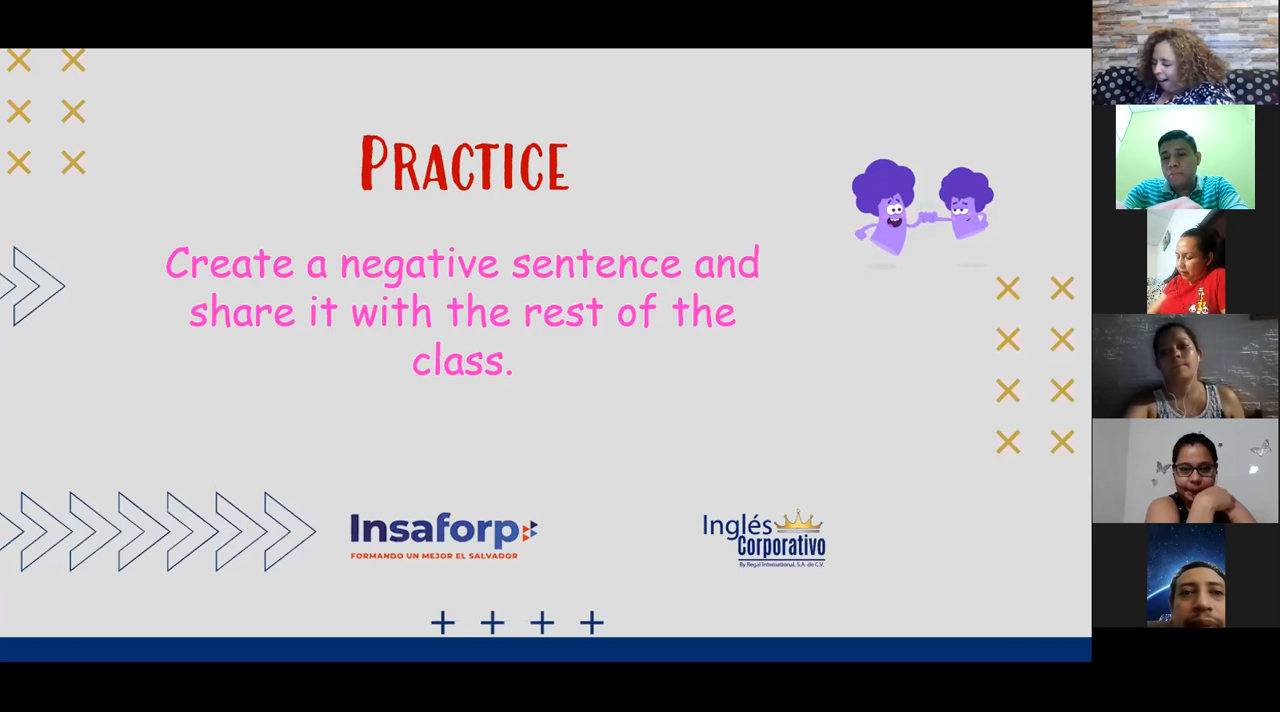 PRACTICE
Create a negative sentence and
share it with the rest of the
class.
Insaforp
FORMANDO UN MEJOR EL SALVADOR
Inglés
Corporativo
By Regal International, S.A. de C.V.